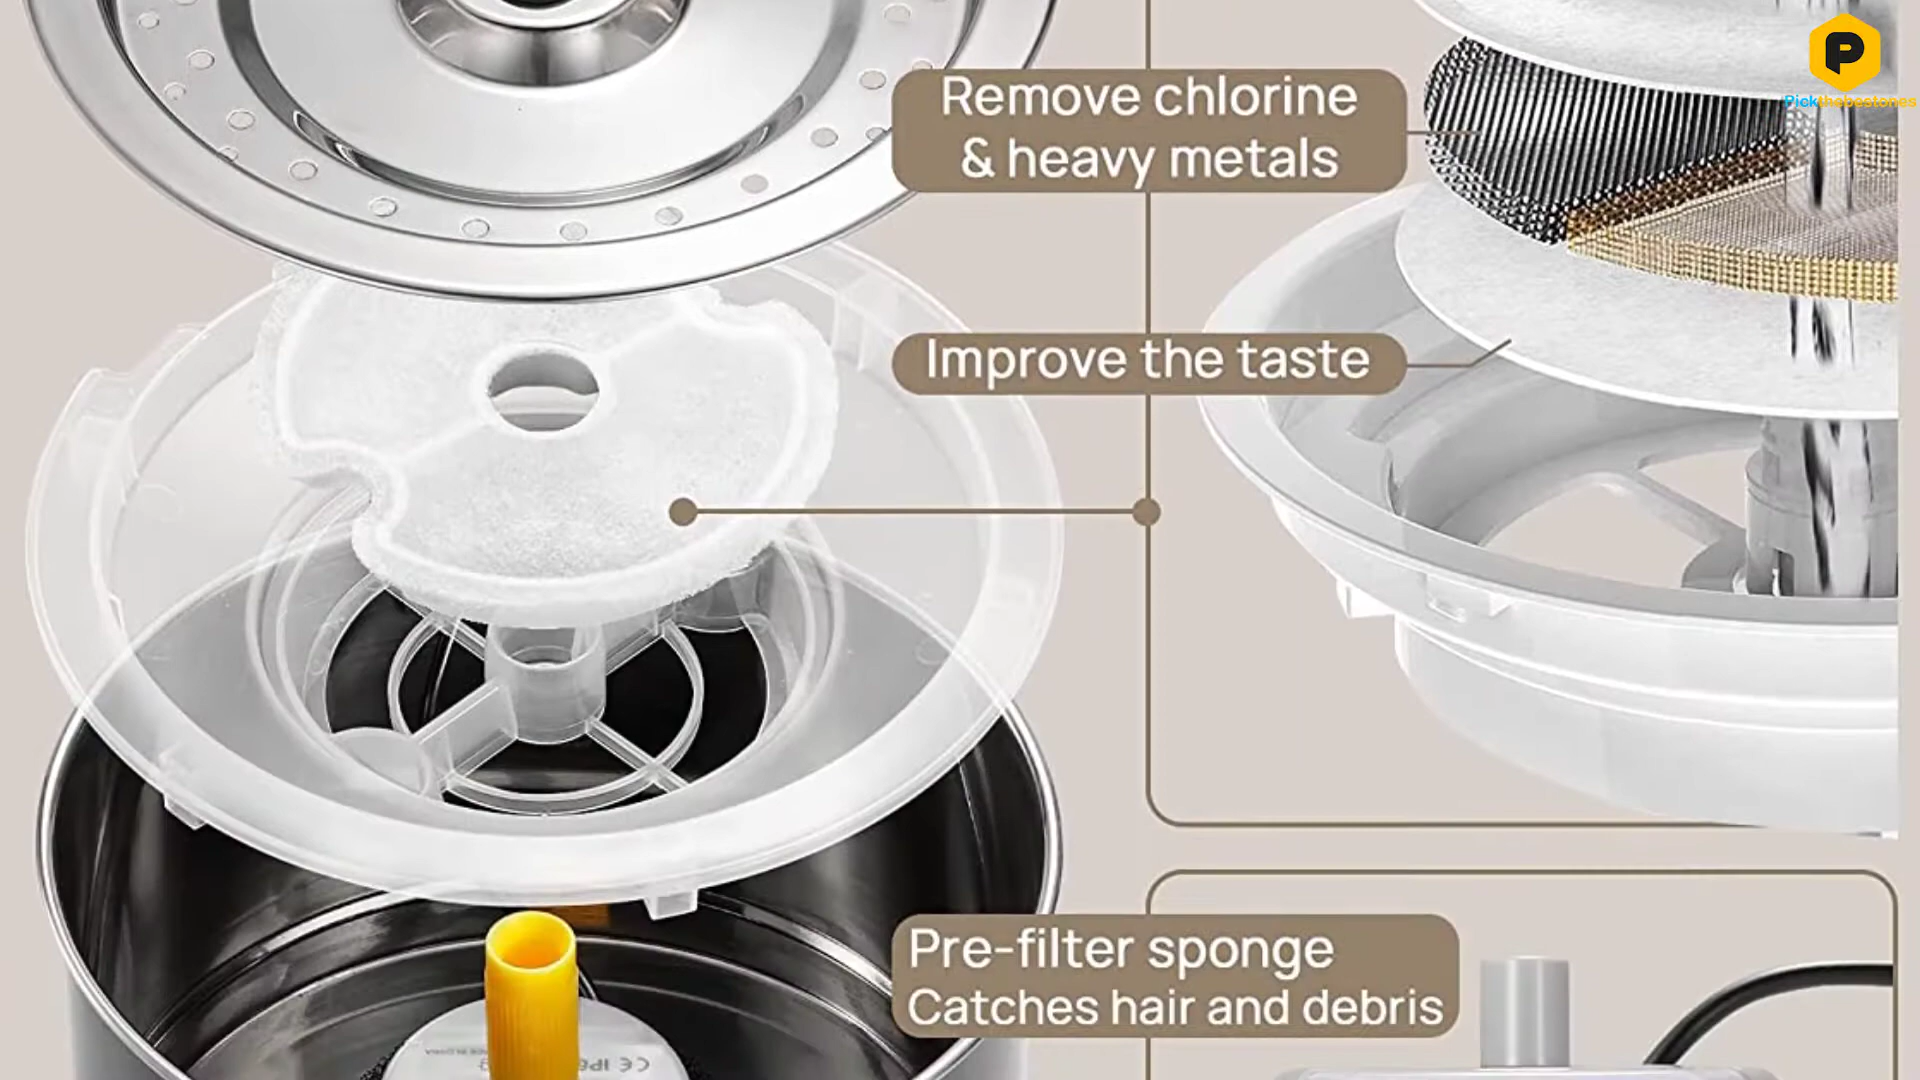 Pickthebestones
Remove chlorine
& heavy metals
Improve the taste
Pre-filter sponge
Catches hair and debris